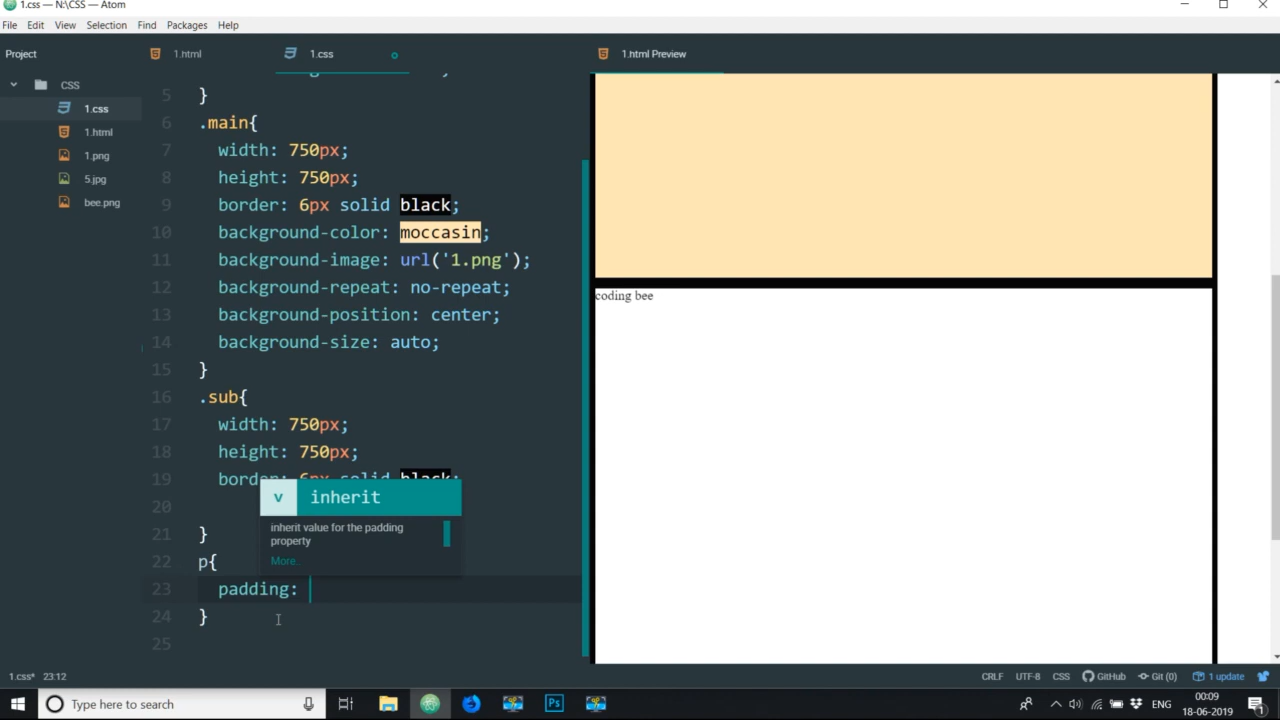 1.css — N:\CSS — Atom
File Edit View Selection Find Packages Help
Project
1.html
1.css
1.html Preview
CSS
1.css
1.html
1.png
5.jpg
bee.png
5 }
6 .main{
7 width: 750px;
8 height: 750px;
9 border: 6px solid black;
10 background-color: moccasin;
11 background-image: url('1.png');
12 background-repeat: no-repeat;
13 background-position: center;
14 background-size: auto;
15 }
16 .sub{
17 width: 750px;
18 height: 750px;
19 border: 6px solid black;
20
21 }
22 p{
23 padding:
24 }
25
v inherit
inherit value for the padding
property
More..
coding bee
1.css* 23:12
CRLF UTF-8 CSS GitHub Git (0) 1 update
Type here to search
Ps
ENG
00:09
18-06-2019
1